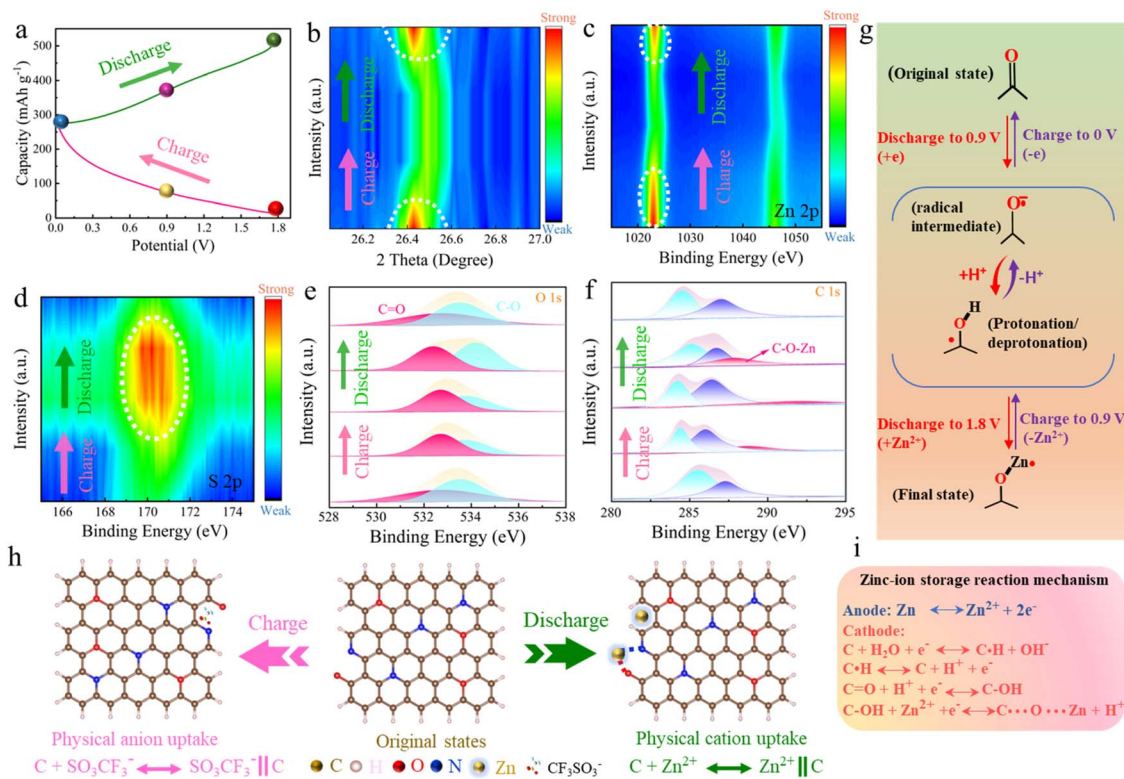 a
Capacity (mAh g⁻¹)
500
400
300
200
100
0
Discharge
Charge
0.0 0.3 0.6 0.9 1.2 1.5 1.8
Potential (V)
b
Intensity (a.u.)
Discharge
Charge
26.2 26.4 26.6 26.8 27.0
2 Theta (Degree)
Strong
Weak
c
Intensity (a.u.)
Discharge
Charge
Zn 2p
1020 1030 1040 1050
Binding Energy (eV)
Strong
Weak
d
Intensity (a.u.)
Discharge
Charge
S 2p
165 170 175
Binding Energy (eV)
Strong
Weak
e
Intensity (a.u.)
O 1s
C=O
C-O
Discharge
Charge
528 530 532 534 536 538
Binding Energy (eV)
f
Intensity (a.u.)
C 1s
C-O-Zn
Discharge
Charge
280 285 290 295
Binding Energy (eV)
g
O
(Original state)
Discharge to 0.9 V
(+e)
Charge to 0 V
(-e)
O
(radical
intermediate)
+H⁺
-H⁺
H
O
(Protonation/
deprotonation)
Discharge to 1.8 V
(+Zn²⁺)
Charge to 0.9 V
(-Zn²⁺)
Zn
O
(Final state)
h
Charge
Discharge
Physical anion uptake
C + SO₃CF₃⁻ ⟷ SO₃CF₃⁻||C
Original states
C H O N Zn CF₃SO₃⁻
Physical cation uptake
C + Zn²⁺ ⟷ Zn²⁺||C
i
Zinc-ion storage reaction mechanism
Anode: Zn ⟷ Zn²⁺ + 2e⁻
Cathode:
C + H₂O + e⁻ ⟷ C•H + OH⁻
C•H ⟷ C + H⁺ + e⁻
C=O + H⁺ + e⁻ ⟷ C-OH
C-OH + Zn²⁺ +e⁻ ⟷ C•••O•••Zn + H⁺